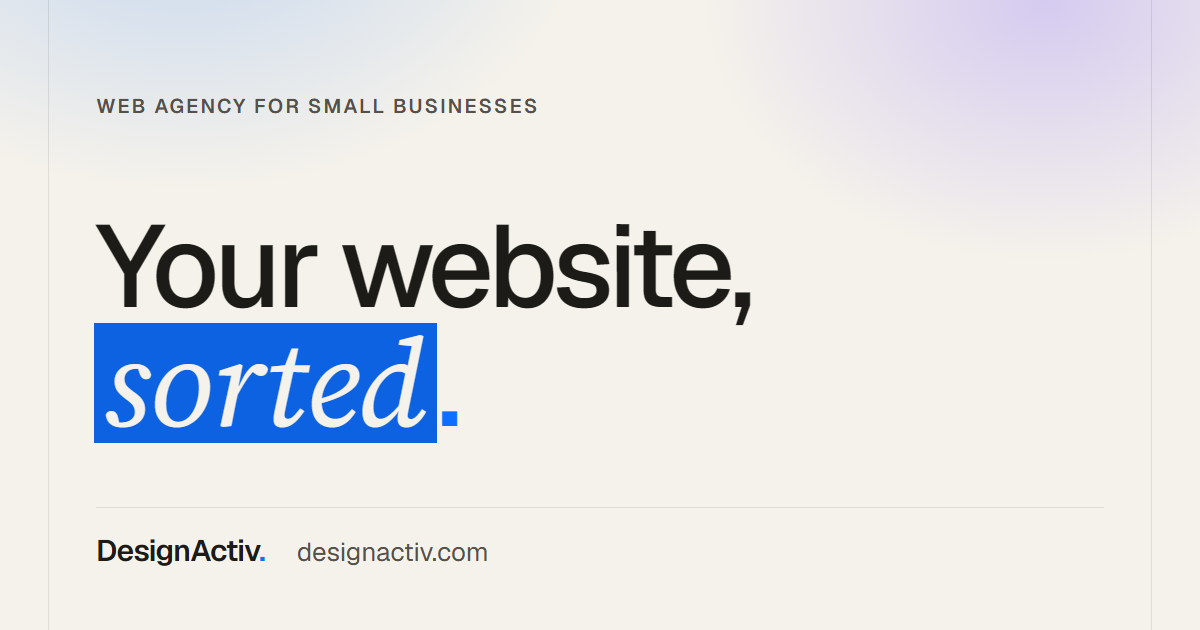 WEB AGENCY FOR SMALL BUSINESSES
Your website,
sorted.
DesignActiv. designactiv.com